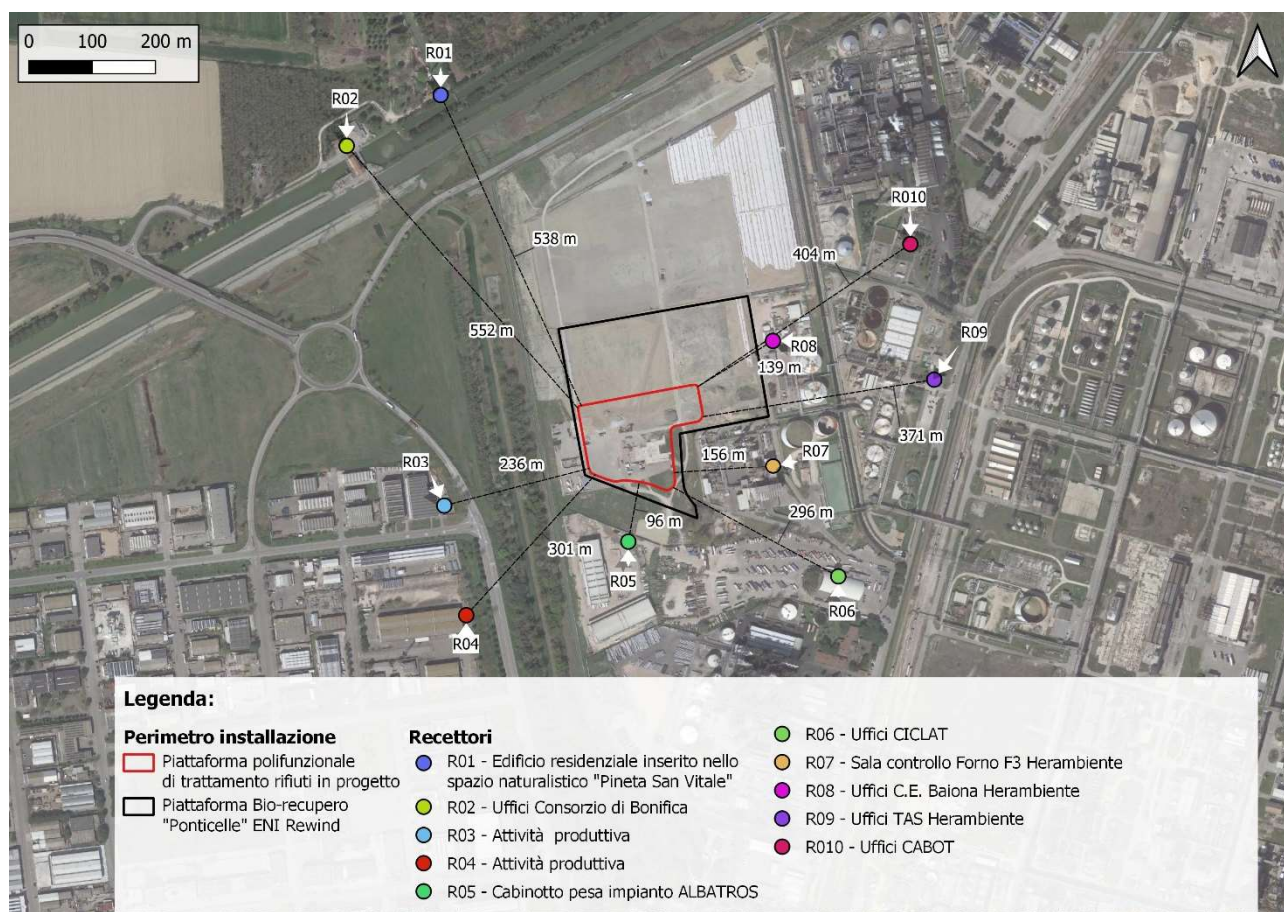 0 100 200 m
R01
R02
R010
538 m
404 m
552 m
R08
139 m
R09
371 m
R03
236 m
156 m
R07
96 m
296 m
301 m
R05
R06
R04
Legenda:
Perimetro installazione
Piattaforma polifunzionale
di trattamento rifiuti in progetto
Piattaforma Bio-recupero
"Ponticelle" ENI Rewind
Recettori
R01 - Edificio residenziale inserito nello
spazio naturalistico "Pineta San Vitale"
R02 - Uffici Consorzio di Bonifica
R03 - Attività produttiva
R04 - Attività produttiva
R05 - Cabinotto pesa impianto ALBATROS
R06 - Uffici CICLAT
R07 - Sala controllo Forno F3 Herambiente
R08 - Uffici C.E. Baiona Herambiente
R09 - Uffici TAS Herambiente
R010 - Uffici CABOT